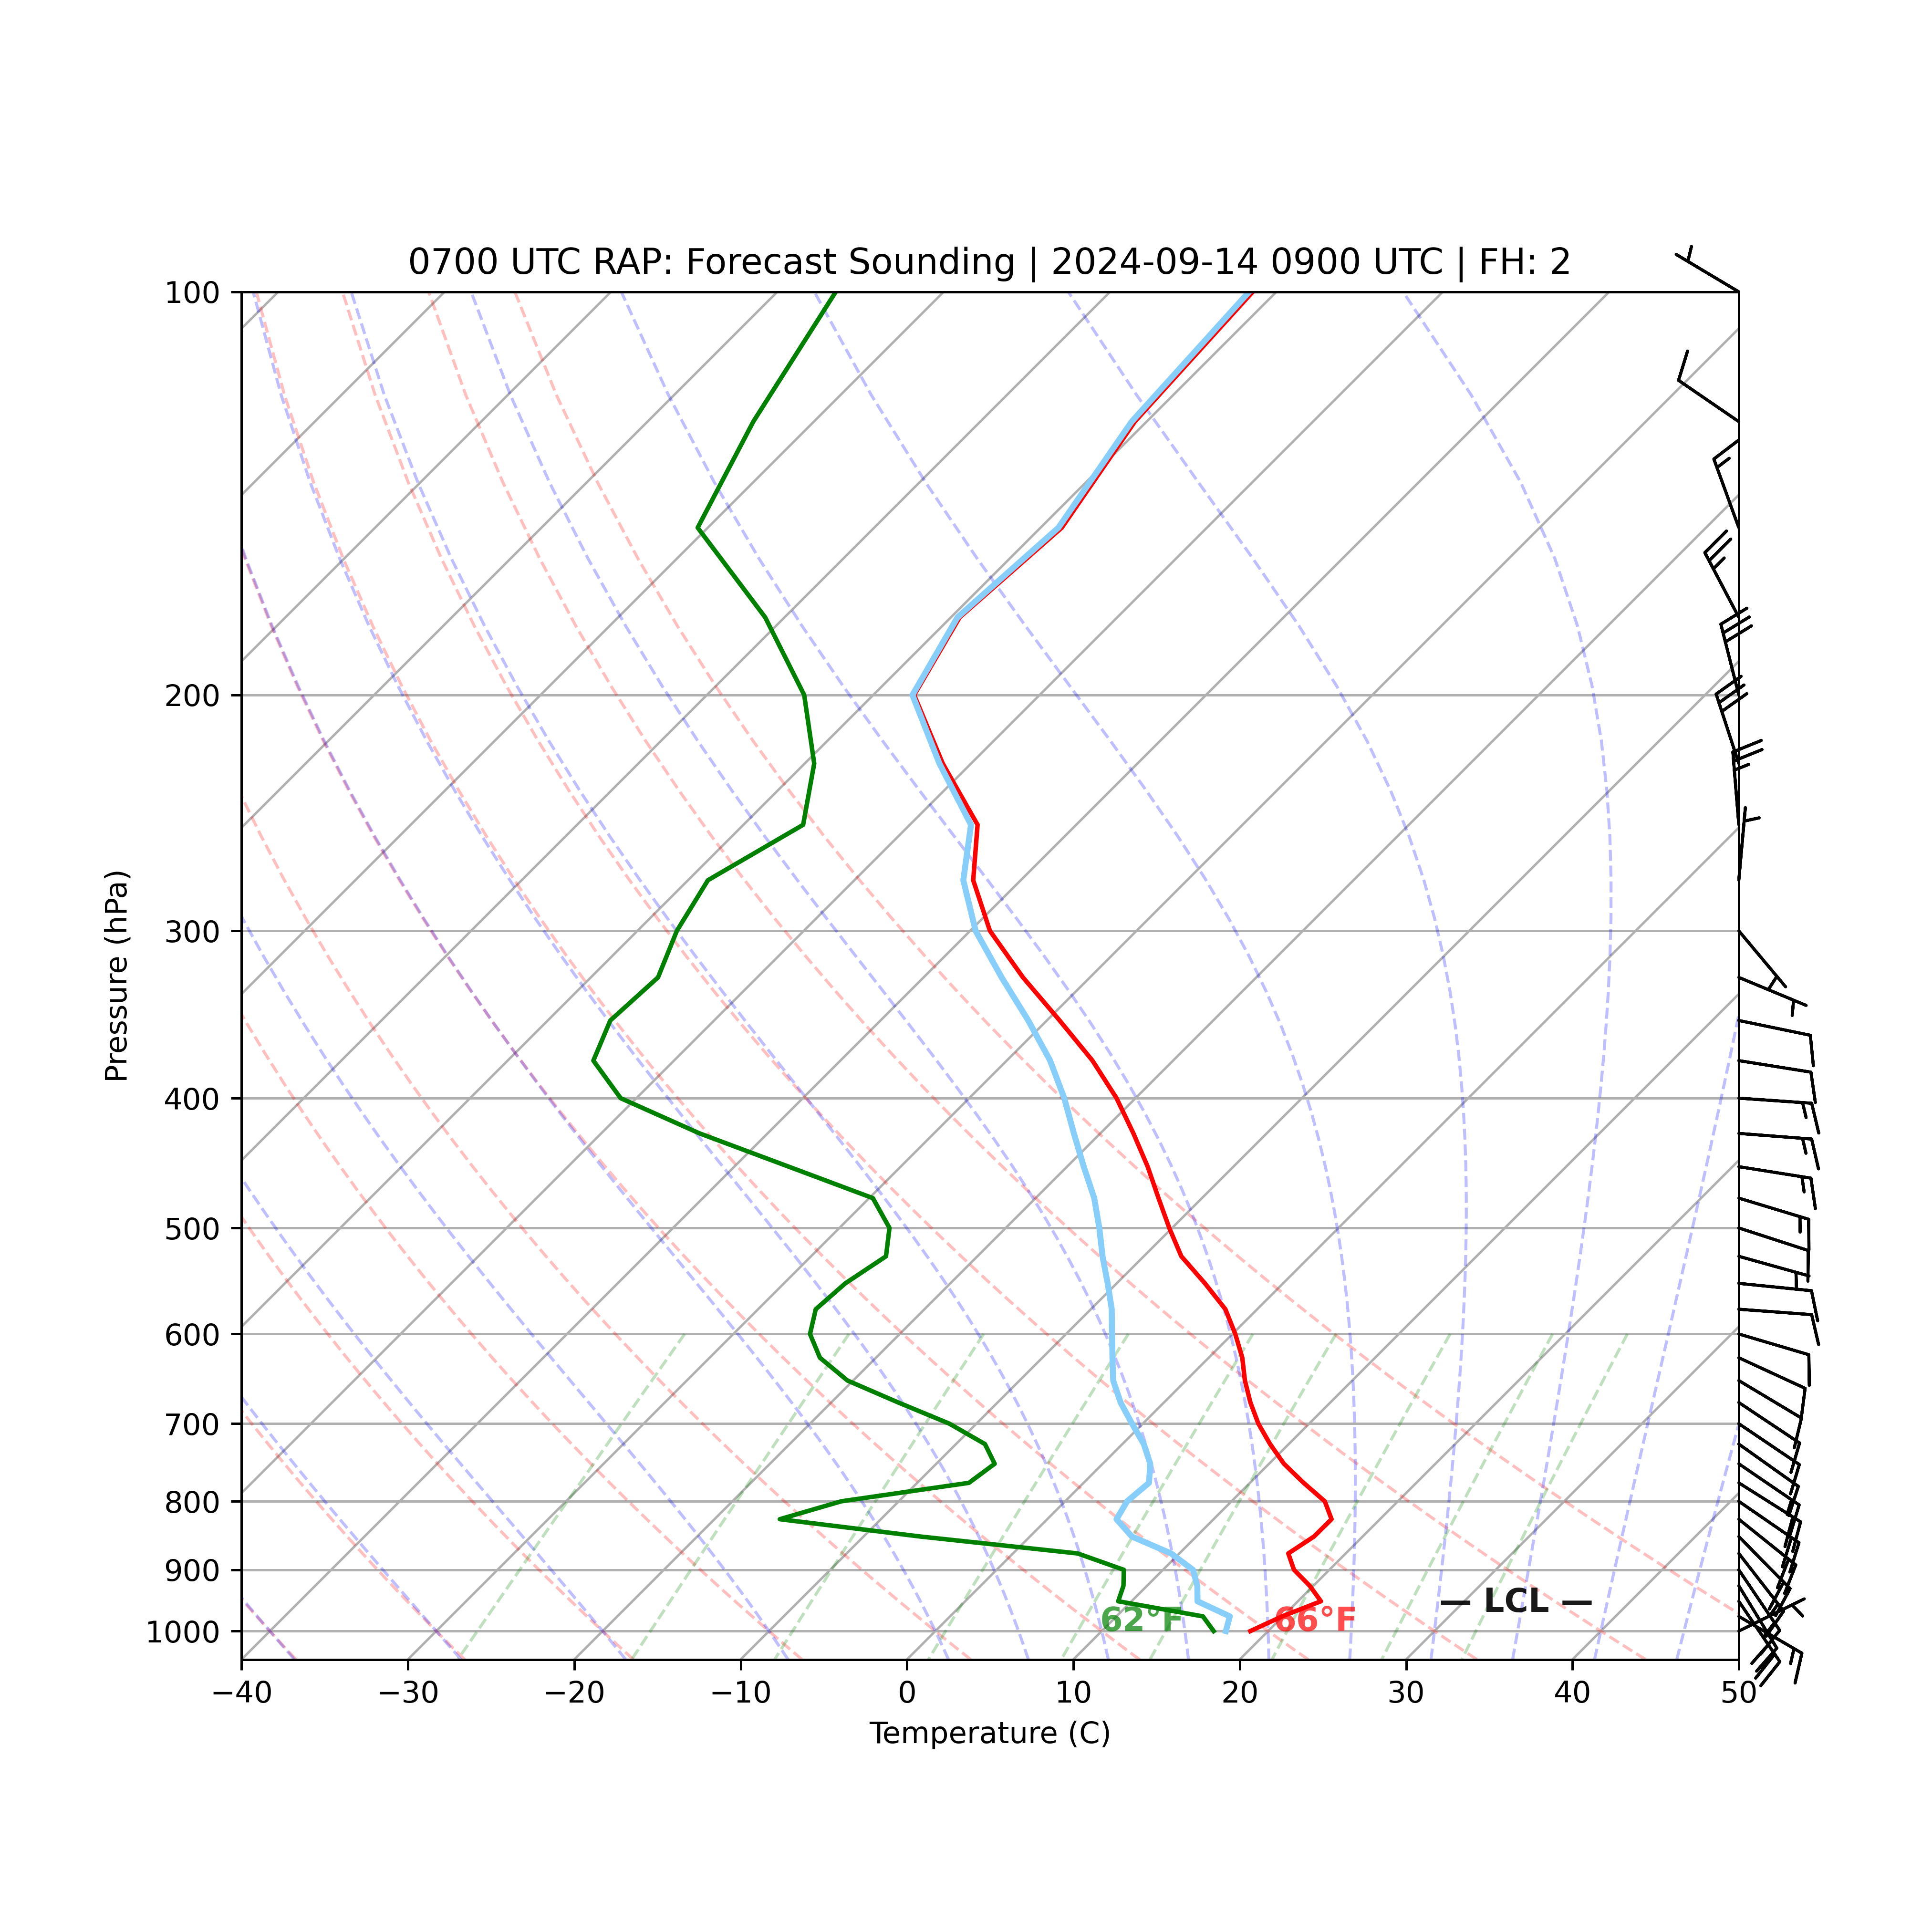 0700 UTC RAP: Forecast Sounding | 2024-09-14 0900 UTC | FH: 2
100
200
300
400
500
600
700
800
900
1000
Pressure (hPa)
— LCL —
62°F 66°F
−40 −30 −20 −10 0 10 20 30 40 50
Temperature (C)